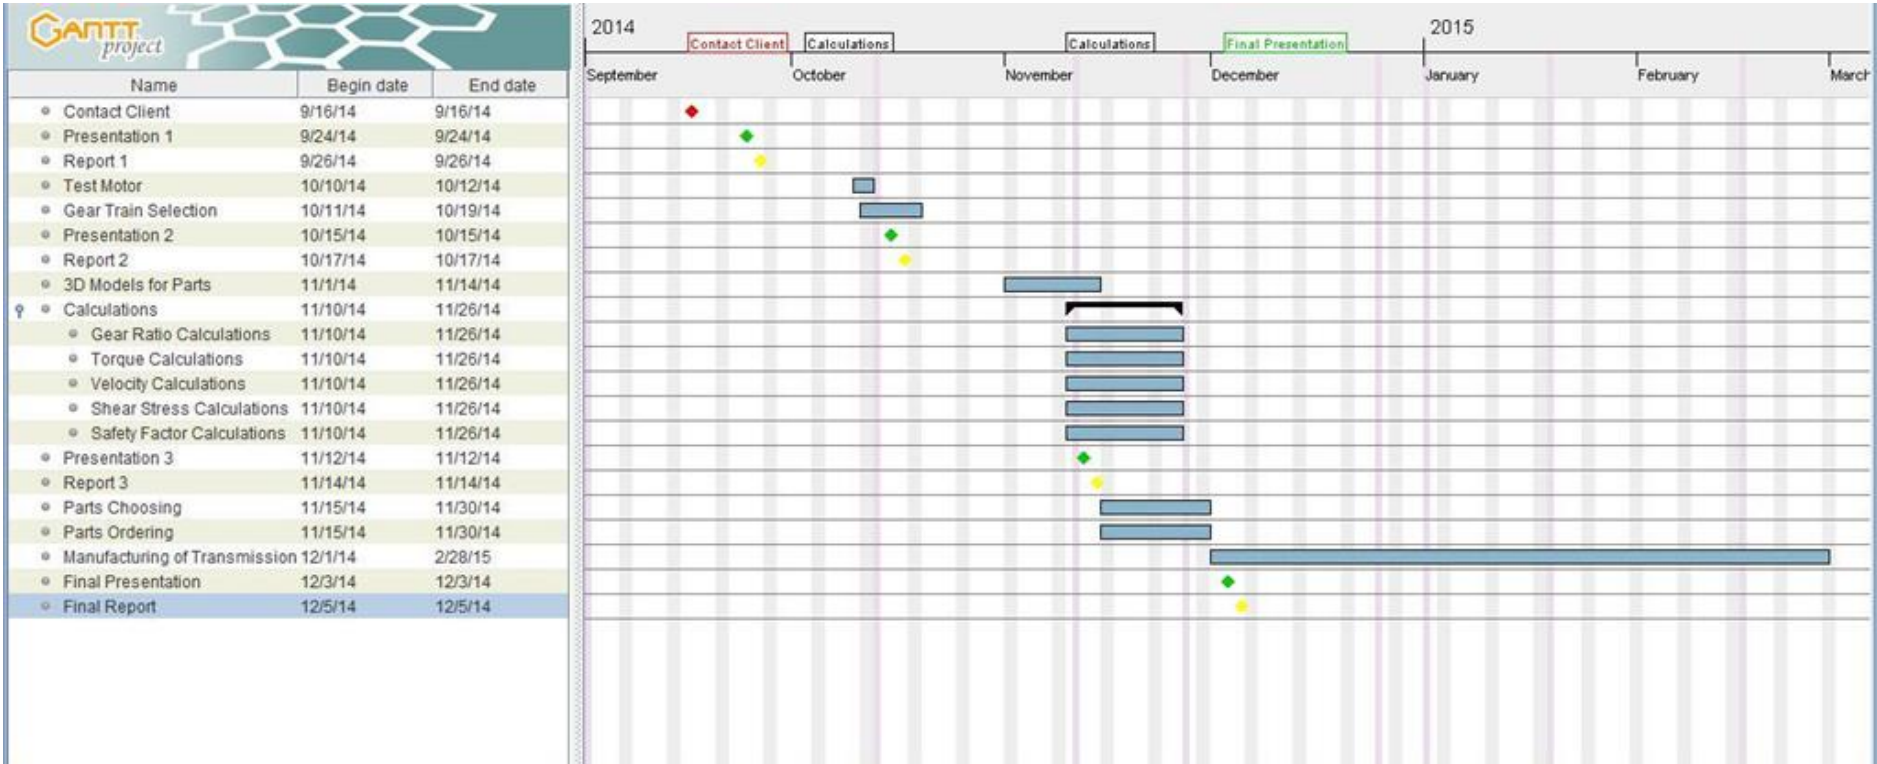 GANTT
project
2014 2015
Contact Client Calculations Calculations Final Presentation
September October November December January February March
Name Begin date End date
Contact Client 9/16/14 9/16/14
Presentation 1 9/24/14 9/24/14
Report 1 9/26/14 9/26/14
Test Motor 10/10/14 10/12/14
Gear Train Selection 10/11/14 10/19/14
Presentation 2 10/15/14 10/15/14
Report 2 10/17/14 10/17/14
3D Models for Parts 11/1/14 11/14/14
Calculations 11/10/14 11/26/14
Gear Ratio Calculations 11/10/14 11/26/14
Torque Calculations 11/10/14 11/26/14
Velocity Calculations 11/10/14 11/26/14
Shear Stress Calculations 11/10/14 11/26/14
Safety Factor Calculations 11/10/14 11/26/14
Presentation 3 11/12/14 11/12/14
Report 3 11/14/14 11/14/14
Parts Choosing 11/15/14 11/30/14
Parts Ordering 11/15/14 11/30/14
Manufacturing of Transmission 12/1/14 2/28/15
Final Presentation 12/3/14 12/3/14
Final Report 12/5/14 12/5/14